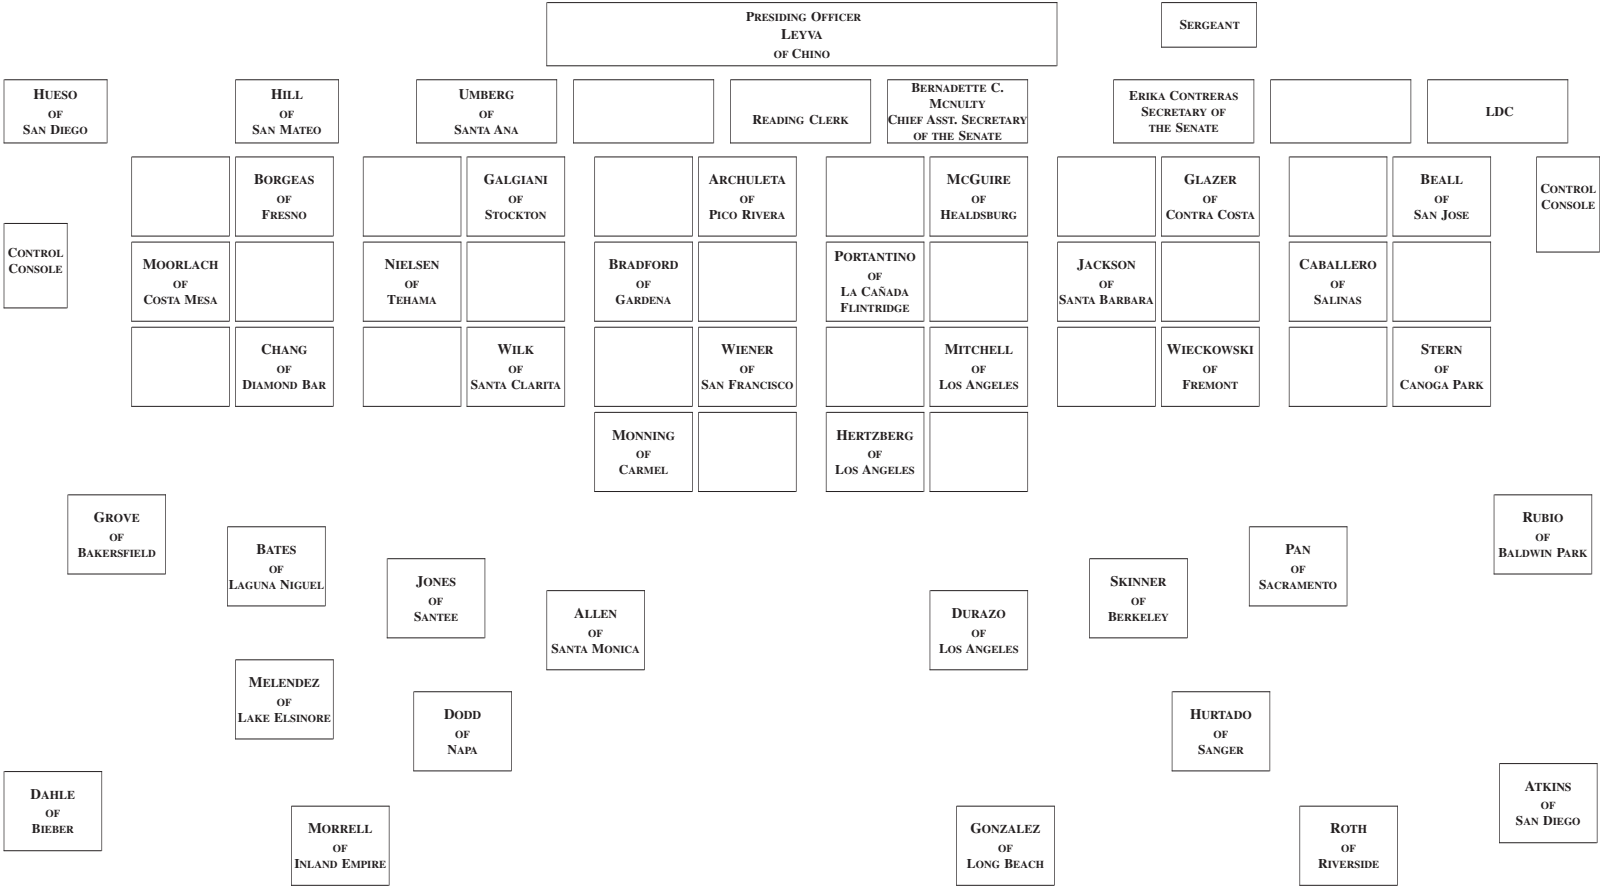 Presiding Officer
Leyva
of Chino
Sergeant
Hueso
of
San Diego
Hill
of
San Mateo
Umberg
of
Santa Ana
Reading Clerk
Bernadette C.
McNulty
Chief Asst. Secretary
of the Senate
Erika Contreras
Secretary of
the Senate
LDC
Borgeas
of
Fresno
Galgiani
of
Stockton
Archuleta
of
Pico Rivera
McGuire
of
Healdsburg
Glazer
of
Contra Costa
Beall
of
San Jose
Control
Console
Control
Console
Moorlach
of
Costa Mesa
Nielsen
of
Tehama
Bradford
of
Gardena
Portantino
of
La Cañada
Flintridge
Jackson
of
Santa Barbara
Caballero
of
Salinas
Chang
of
Diamond Bar
Wilk
of
Santa Clarita
Wiener
of
San Francisco
Mitchell
of
Los Angeles
Wieckowski
of
Fremont
Stern
of
Canoga Park
Monning
of
Carmel
Hertzberg
of
Los Angeles
Grove
of
Bakersfield
Bates
of
Laguna Niguel
Jones
of
Santee
Allen
of
Santa Monica
Durazo
of
Los Angeles
Skinner
of
Berkeley
Pan
of
Sacramento
Rubio
of
Baldwin Park
Melendez
of
Lake Elsinore
Dodd
of
Napa
Hurtado
of
Sanger
Dahle
of
Bieber
Morrell
of
Inland Empire
Gonzalez
of
Long Beach
Roth
of
Riverside
Atkins
of
San Diego